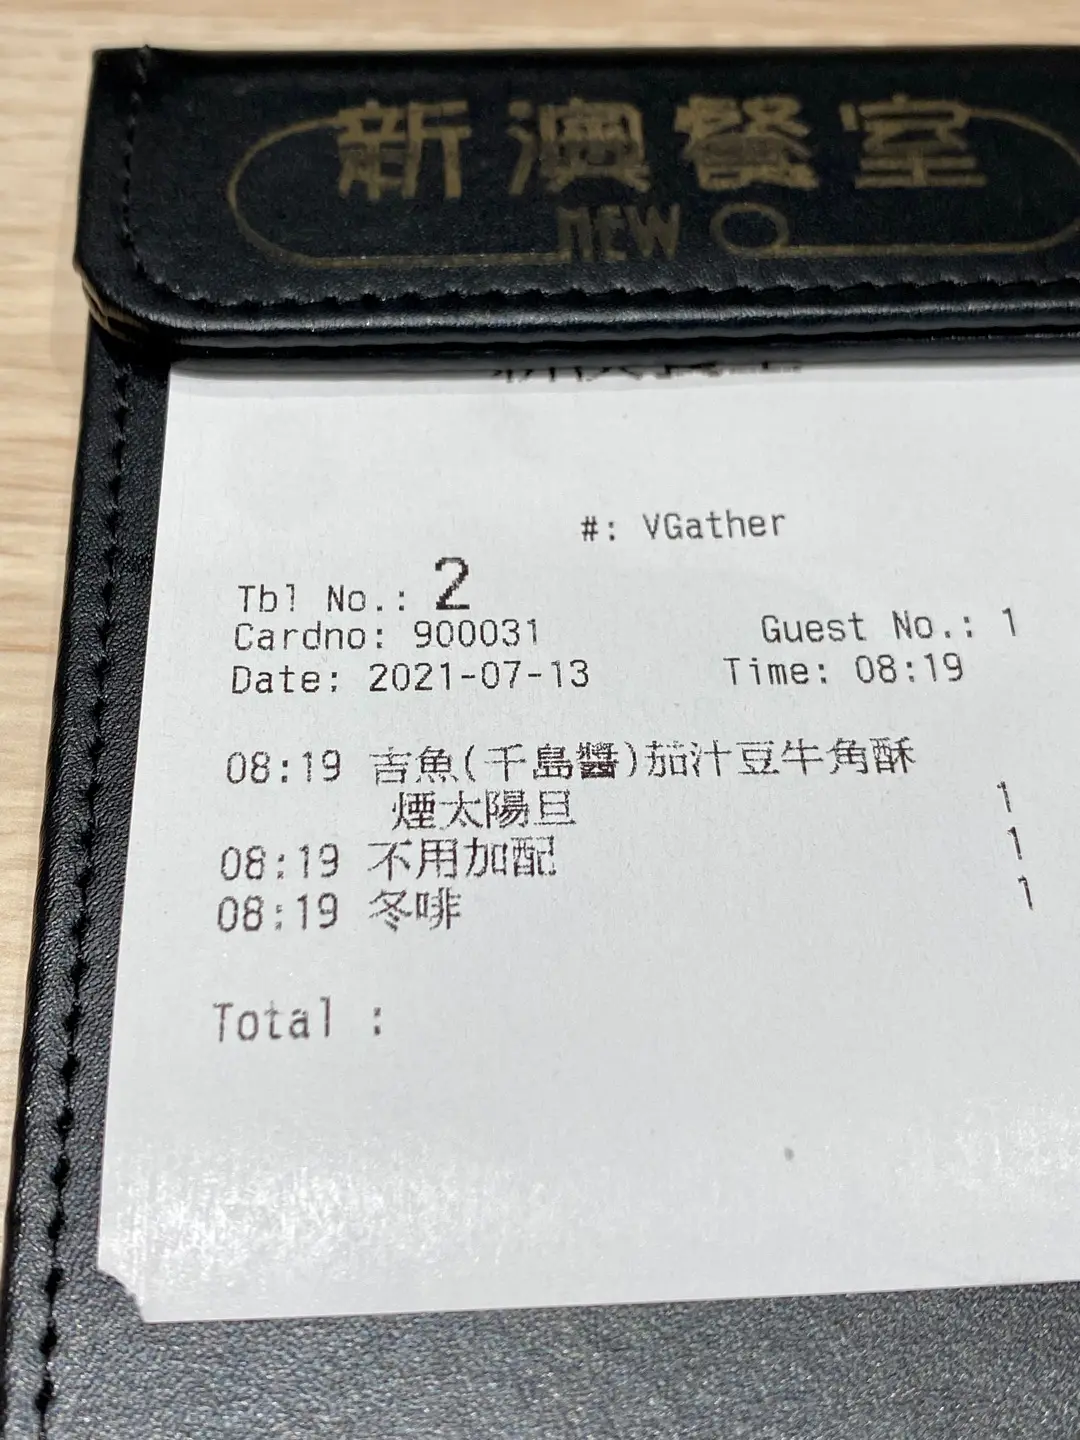 新澳餐室
NEW
#: VGather
Tbl No.: 2
Cardno: 900031 Guest No.: 1
Date: 2021-07-13 Time: 08:19
08:19 吉魚(千島醬)茄汁豆牛角酥
煙太陽旦 1
08:19 不用加配 1
08:19 冬啡 1
Total :